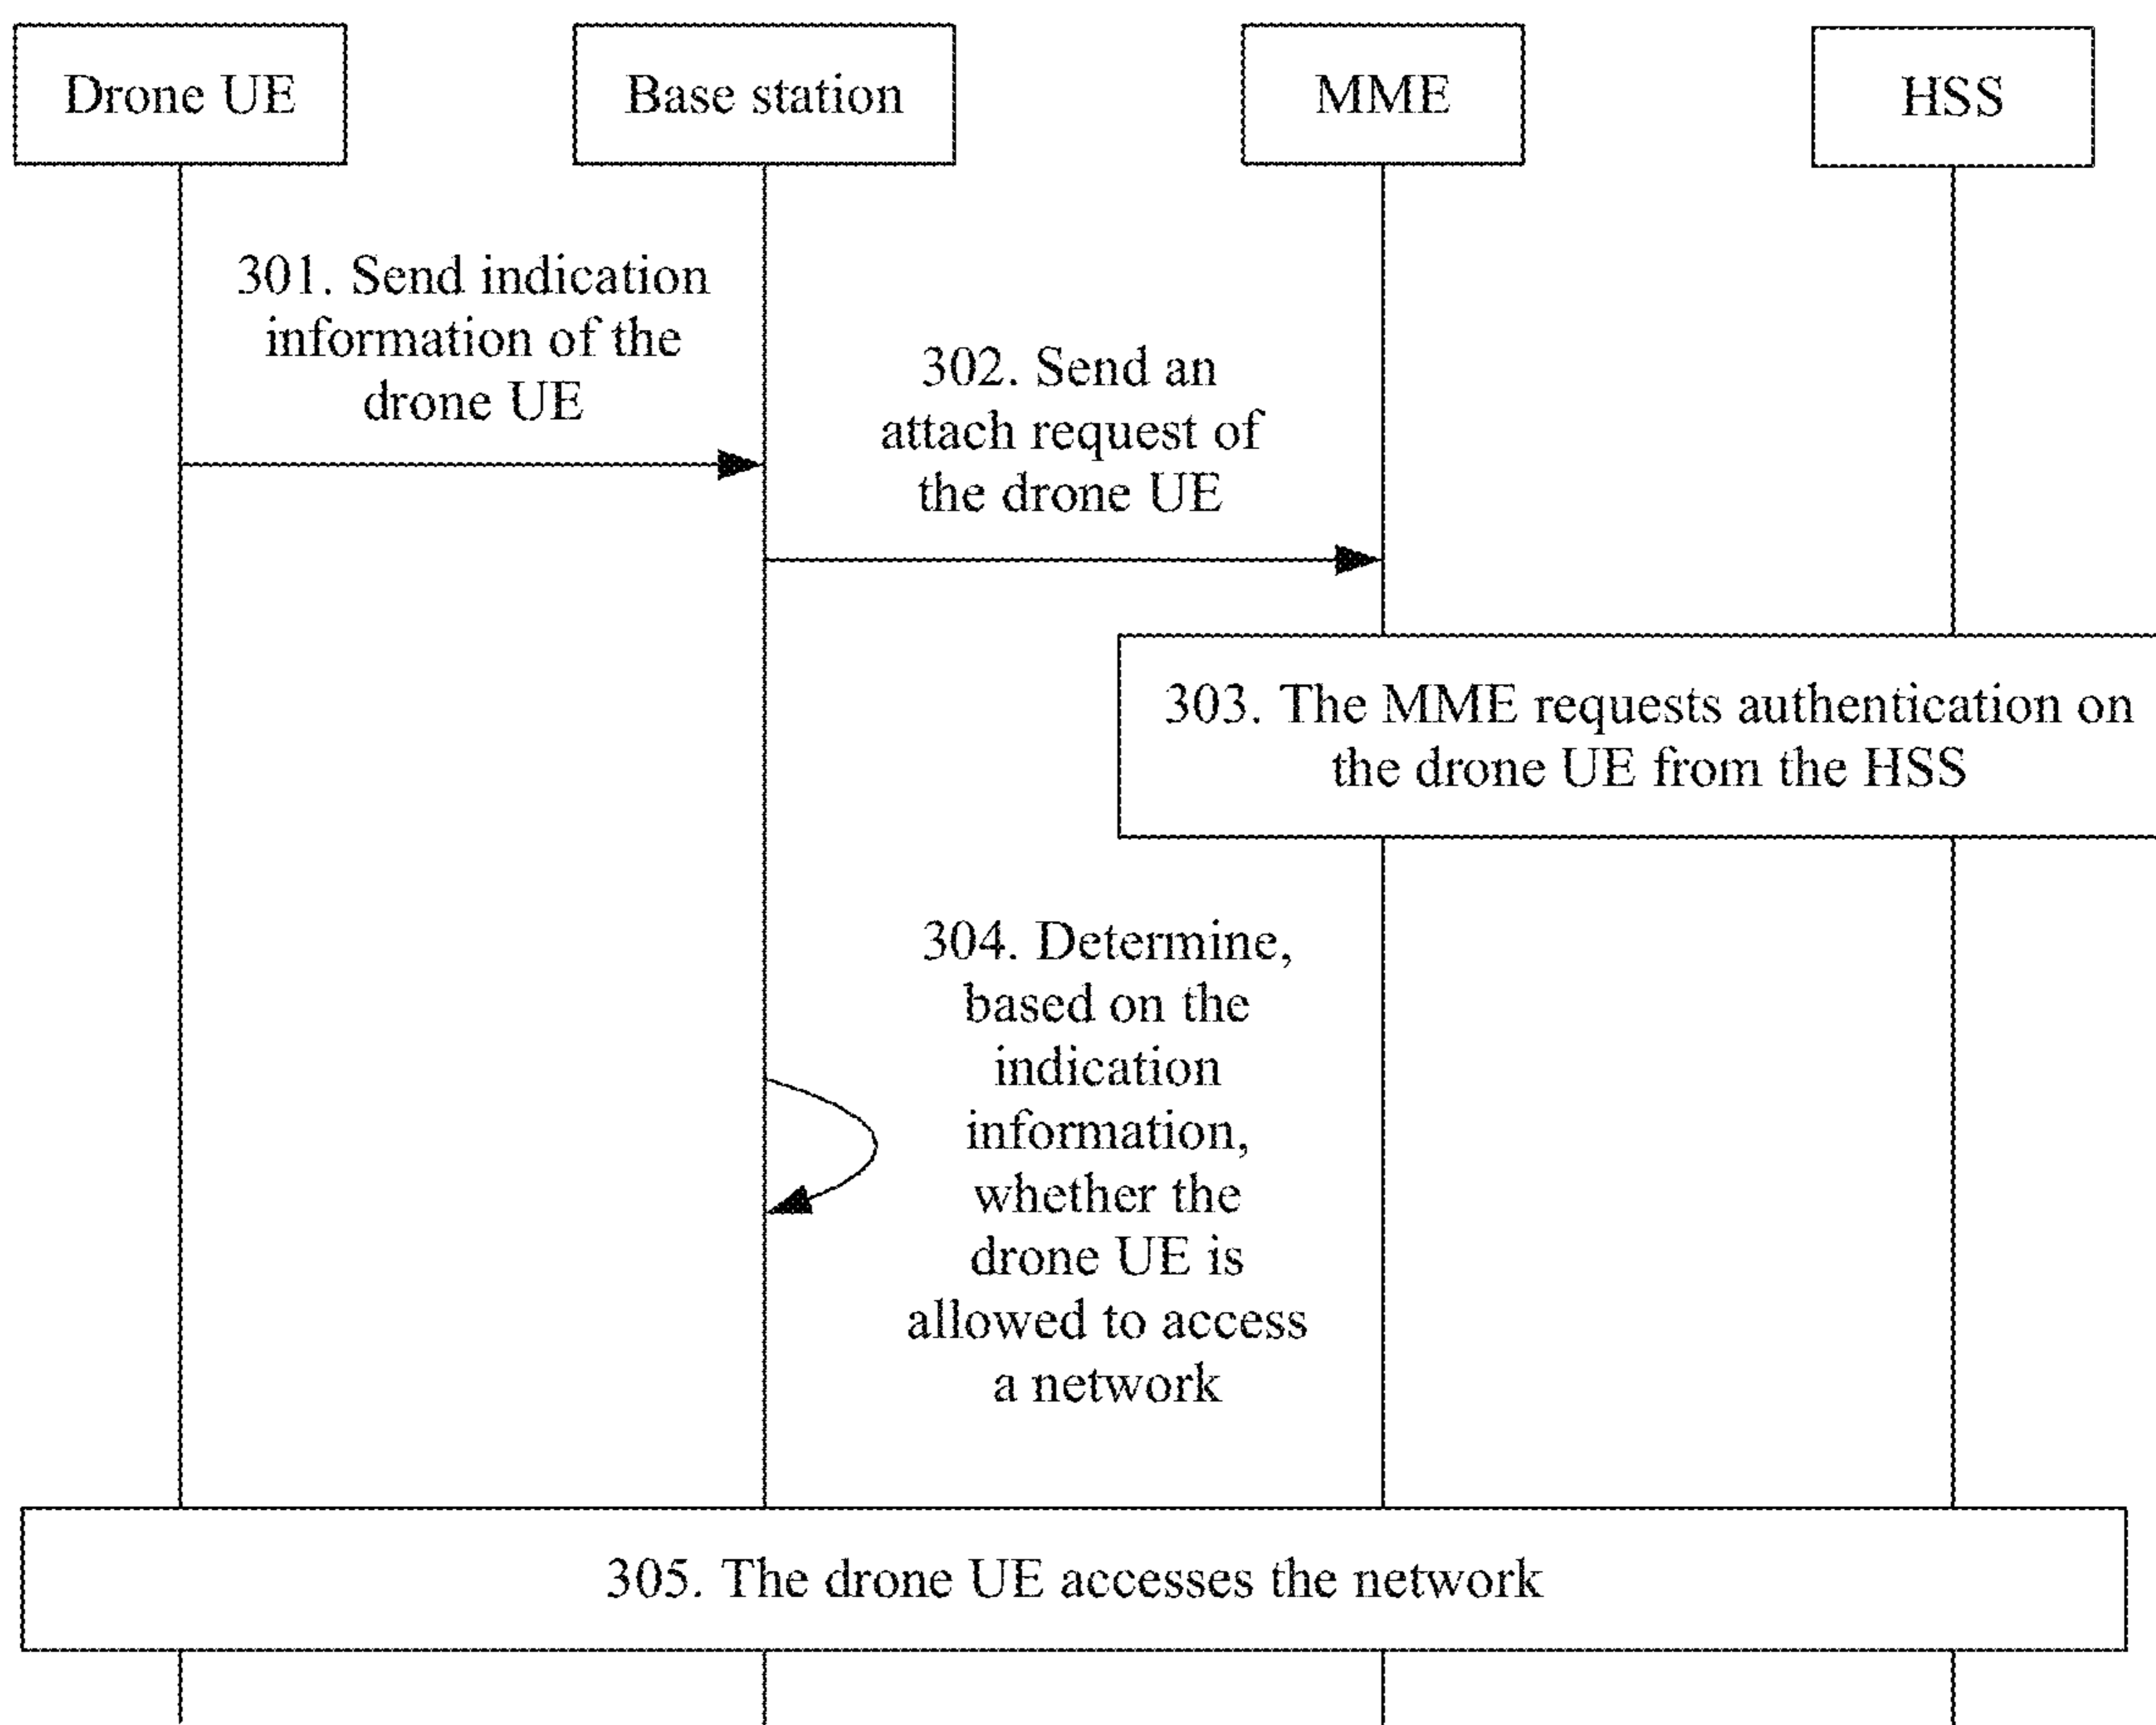 Drone UE
Base station
MME
HSS
301. Send indication
information of the
drone UE
302. Send an
attach request of
the drone UE
303. The MME requests authentication on
the drone UE from the HSS
304. Determine,
based on the
indication
information,
whether the
drone UE is
allowed to access
a network
305. The drone UE accesses the network